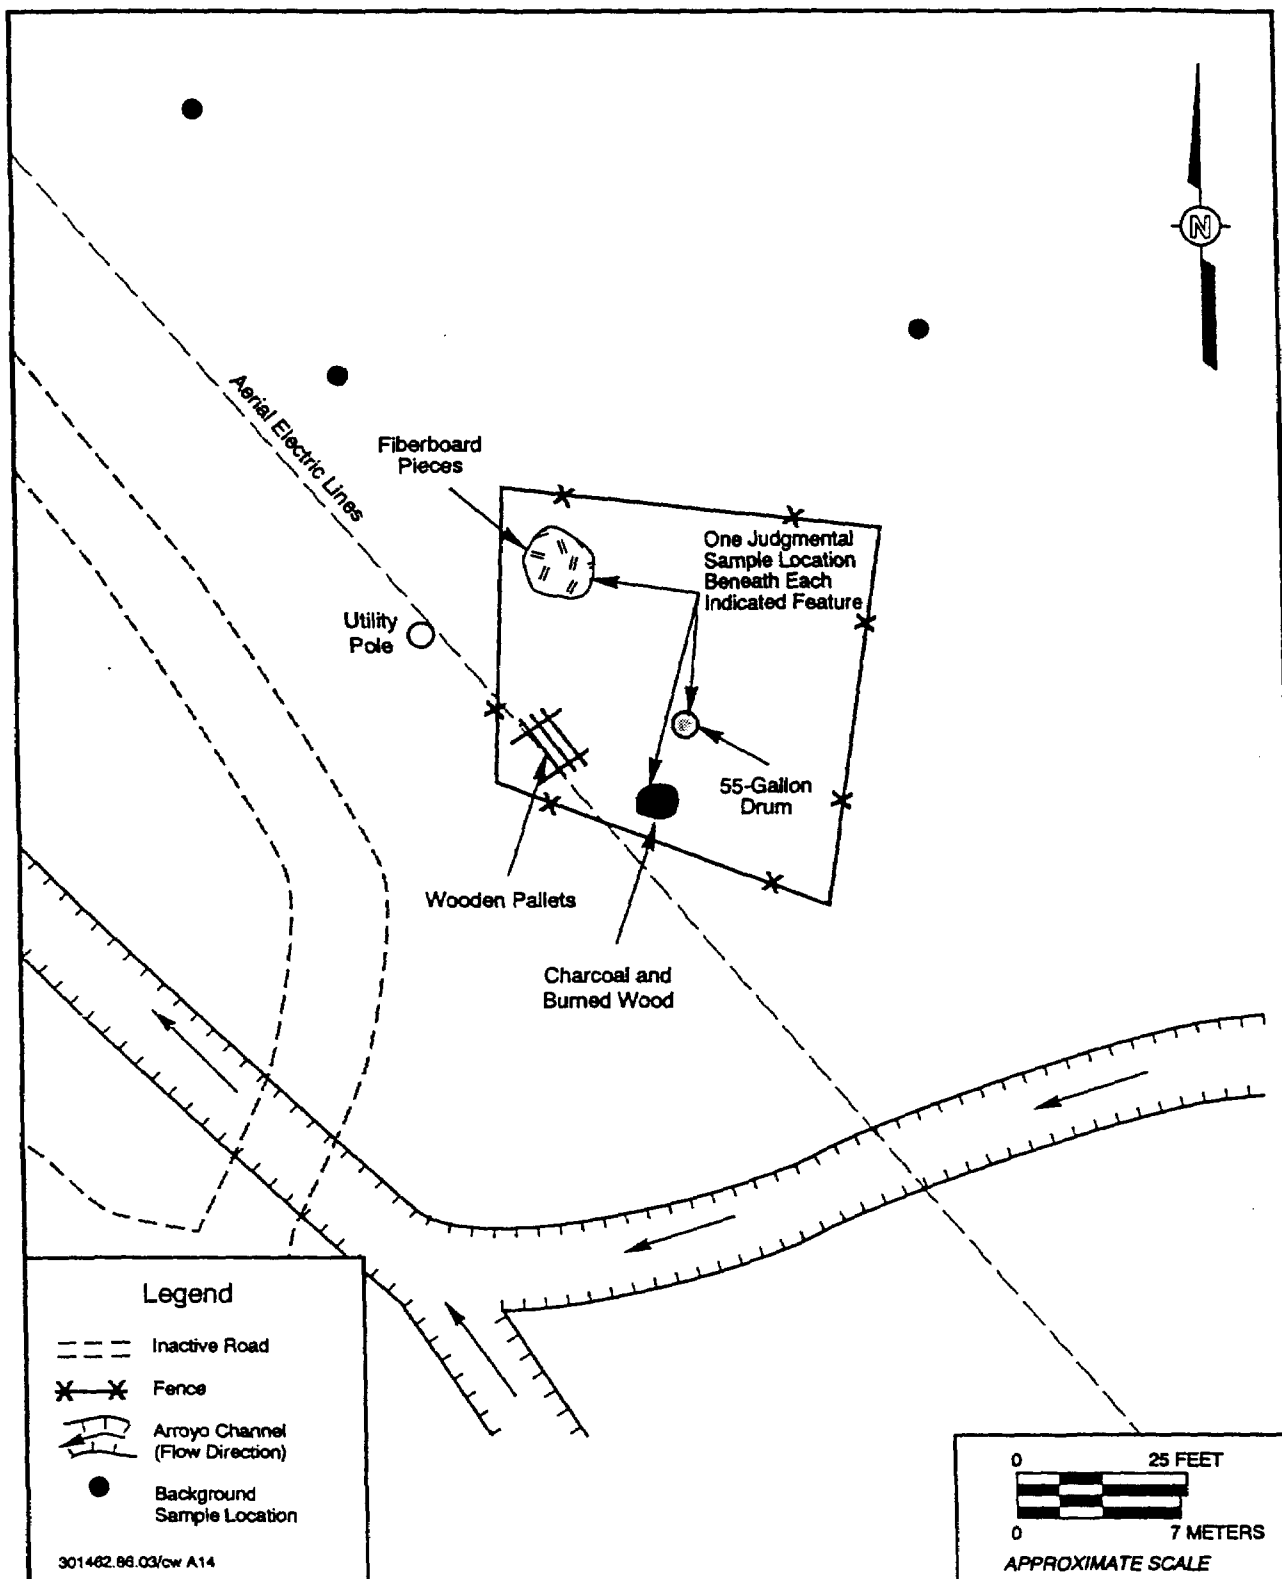 N
Aerial Electric Lines
Fiberboard
Pieces
One Judgmental
Sample Location
Beneath Each
Indicated Feature
Utility
Pole
55-Gallon
Drum
Wooden Pallets
Charcoal and
Burned Wood
Legend
Inactive Road
Fence
Arroyo Channel
(Flow Direction)
Background
Sample Location
301462.86.03/cw A14
0 25 FEET
0 7 METERS
APPROXIMATE SCALE